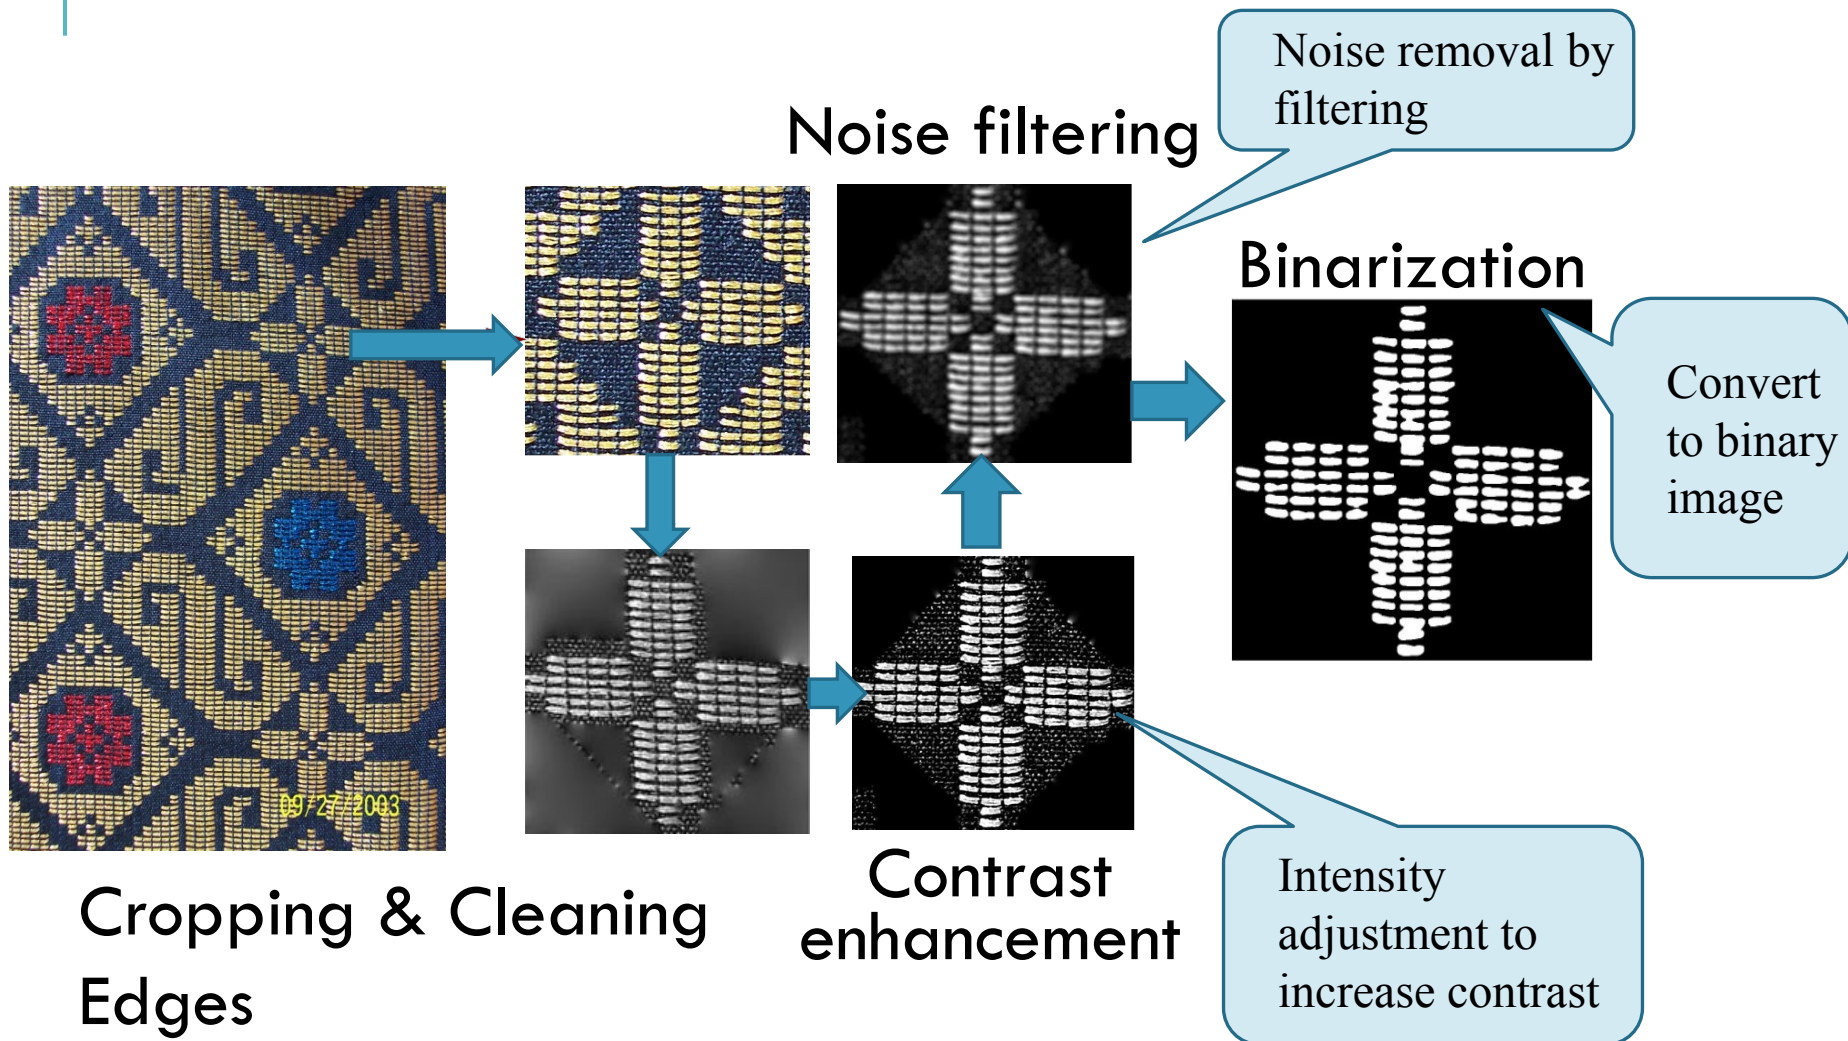 Noise removal by
filtering
Noise filtering
Binarization
Convert
to binary
image
09/27/2003
Contrast
enhancement
Cropping & Cleaning
Edges
Intensity
adjustment to
increase contrast